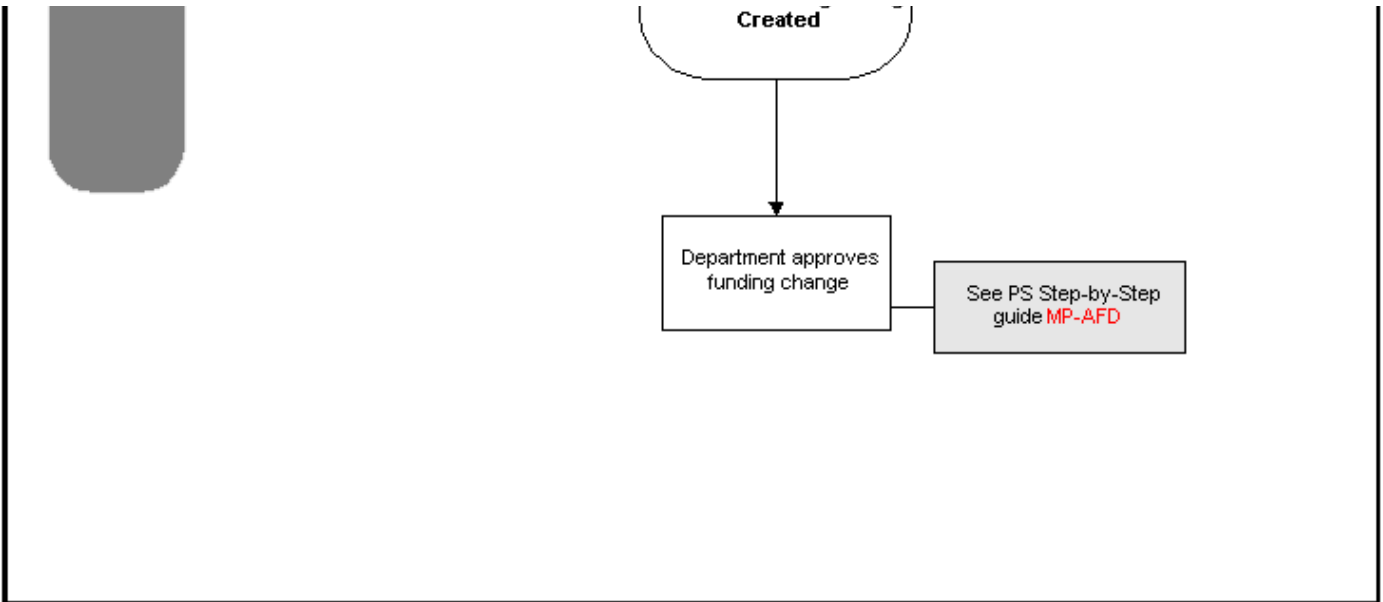 Created
Department approves
funding change
See PS Step-by-Step
guide MP-AFD